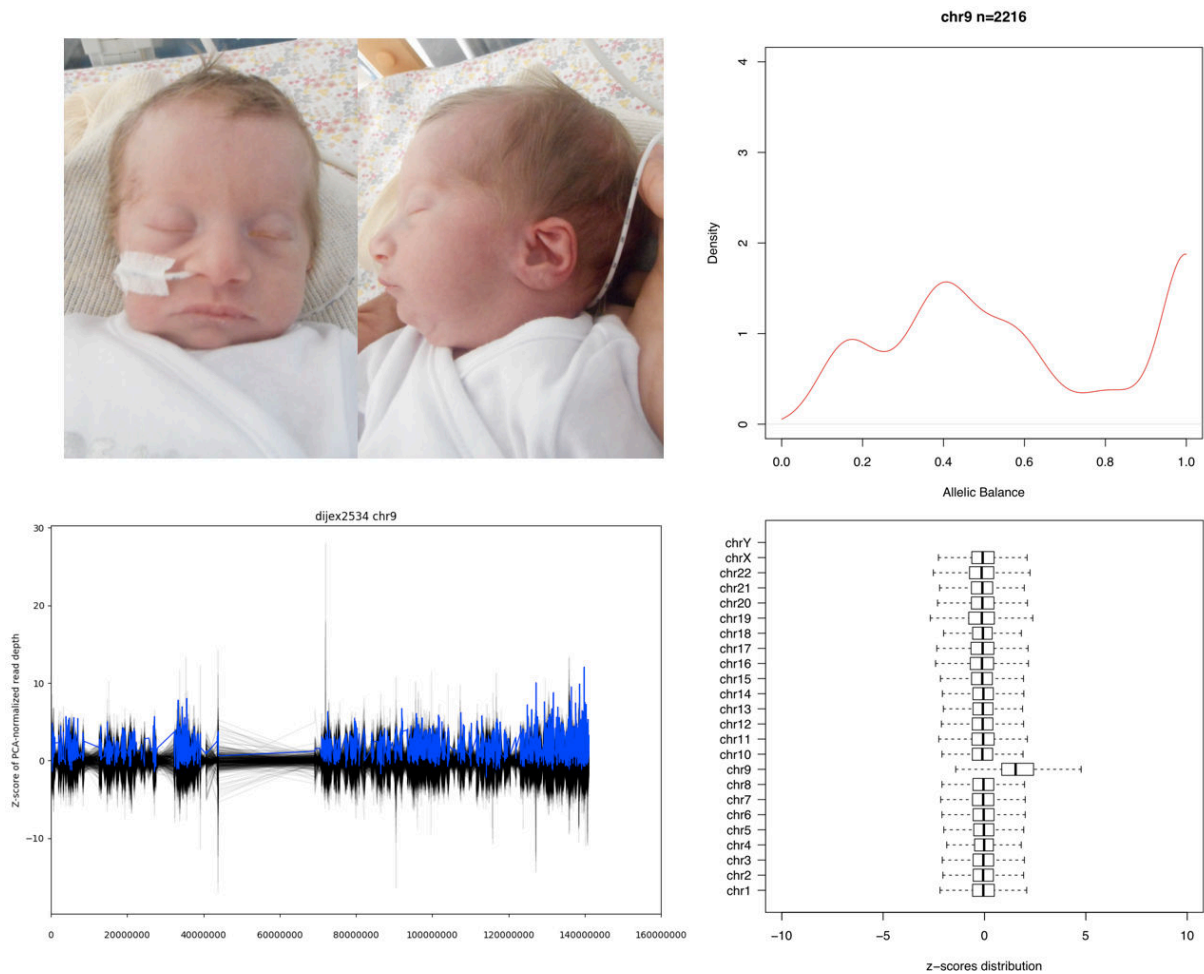 chr9 n=2216
4
3
2
1
0
Density
0.0 0.2 0.4 0.6 0.8 1.0
Allelic Balance
dijex2534 chr9
30
20
10
0
−10
Z-score of PCA-normalized read depth
0 20000000 40000000 60000000 80000000 100000000 120000000 140000000 160000000
chrY
chrX
chr22
chr21
chr20
chr19
chr18
chr17
chr16
chr15
chr14
chr13
chr12
chr11
chr10
chr9
chr8
chr7
chr6
chr5
chr4
chr3
chr2
chr1
−10 −5 0 5 10
z−scores distribution